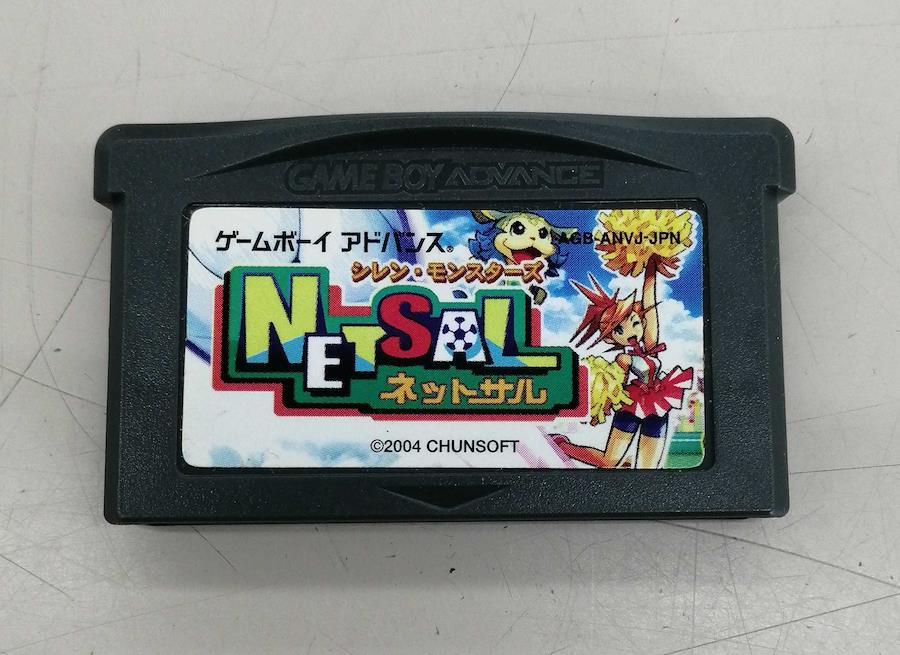 GAME BOY ADVANCE
ゲームボーイ アドバンス®
AGB-ANVJ-JPN
シレン・モンスターズ
NETSAL
ネットサル
©2004 CHUNSOFT